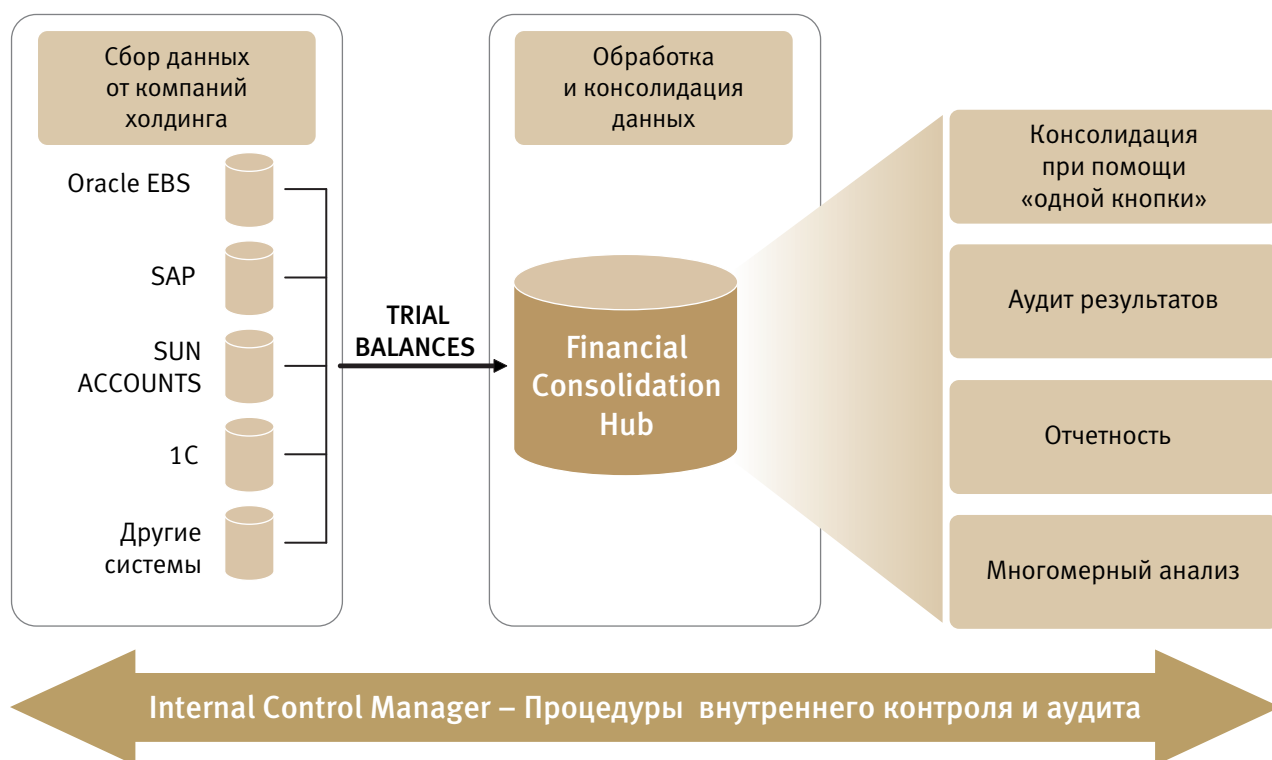 Сбор данных
от компаний
холдинга
Oracle EBS
SAP
SUN
ACCOUNTS
1C
Другие
системы
TRIAL
BALANCES
Обработка
и консолидация
данных
Financial
Consolidation
Hub
Консолидация
при помощи
«одной кнопки»
Аудит результатов
Отчетность
Многомерный анализ
Internal Control Manager – Процедуры внутреннего контроля и аудита